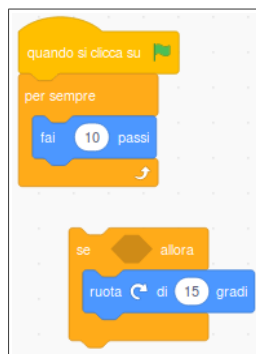 quando si clicca su
per sempre
fai 10 passi
se allora
ruota di 15 gradi